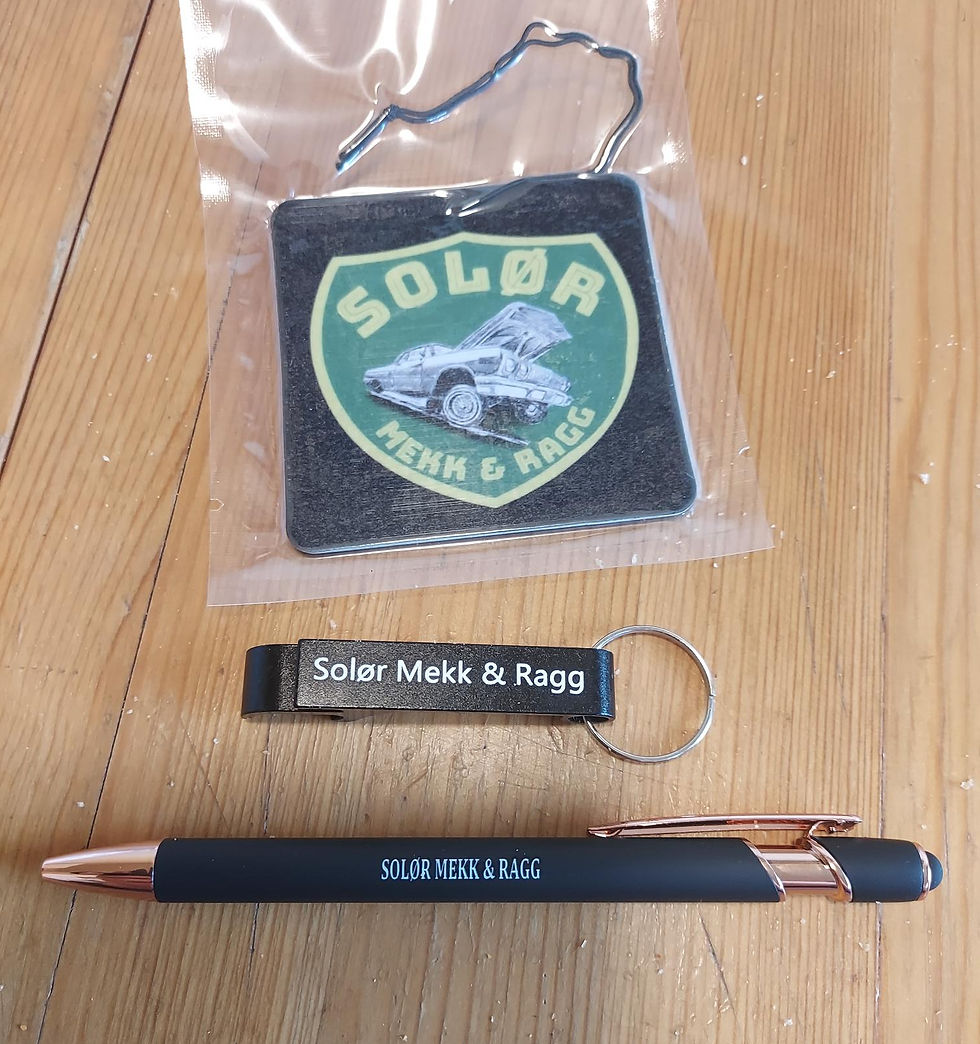 SOLØR
MEKK & RAGG
Solør Mekk & Ragg
SOLØR MEKK & RAGG